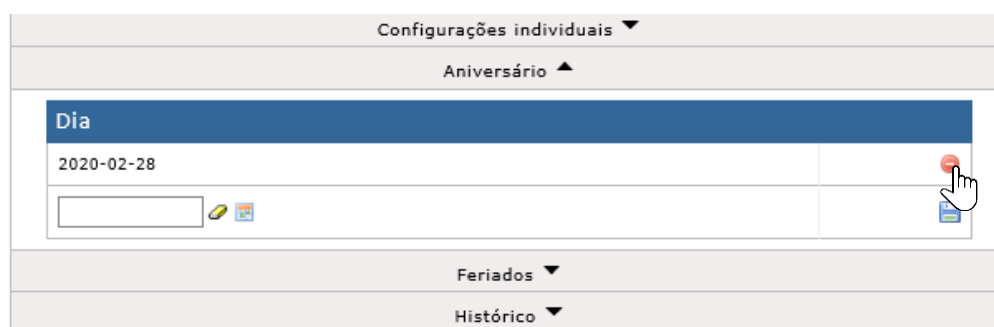 Configurações individuais
Aniversário
Dia
2020-02-28
Feriados
Histórico